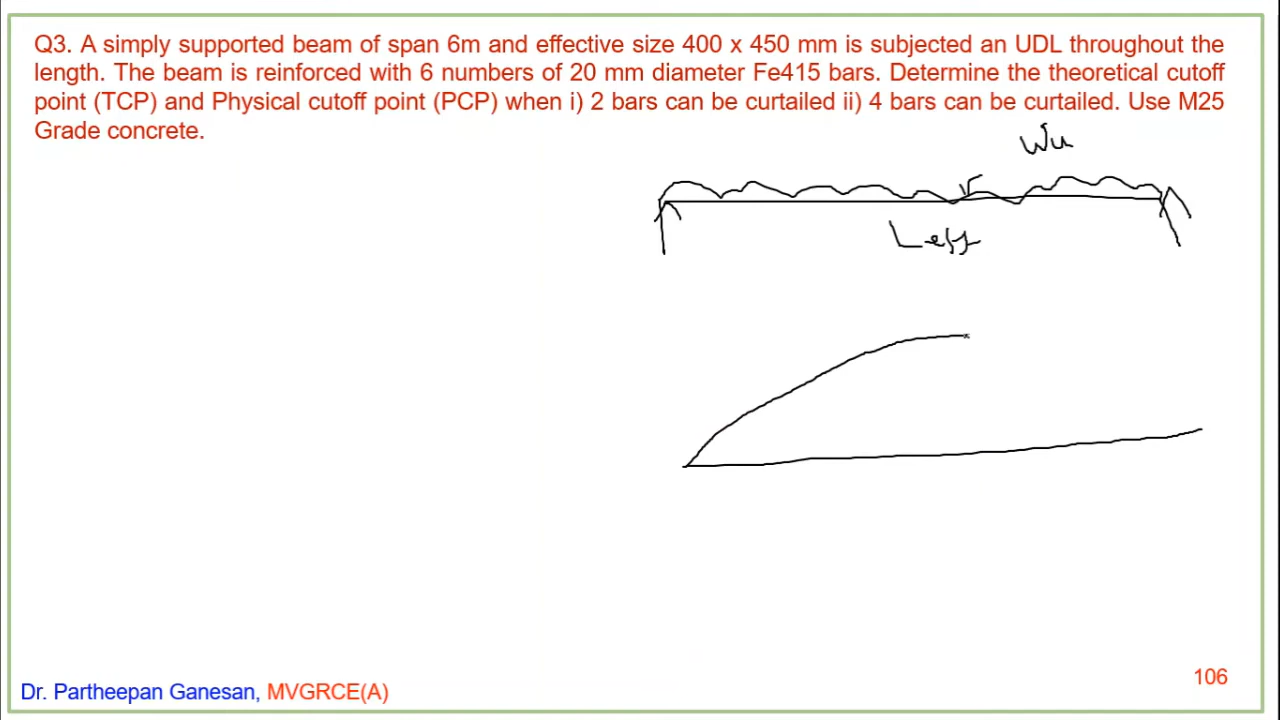 Q3. A simply supported beam of span 6m and effective size 400 x 450 mm is subjected an UDL throughout the
length. The beam is reinforced with 6 numbers of 20 mm diameter Fe415 bars. Determine the theoretical cutoff
point (TCP) and Physical cutoff point (PCP) when i) 2 bars can be curtailed ii) 4 bars can be curtailed. Use M25
Grade concrete.
Wu
Leff
106
Dr. Partheepan Ganesan, MVGRCE(A)